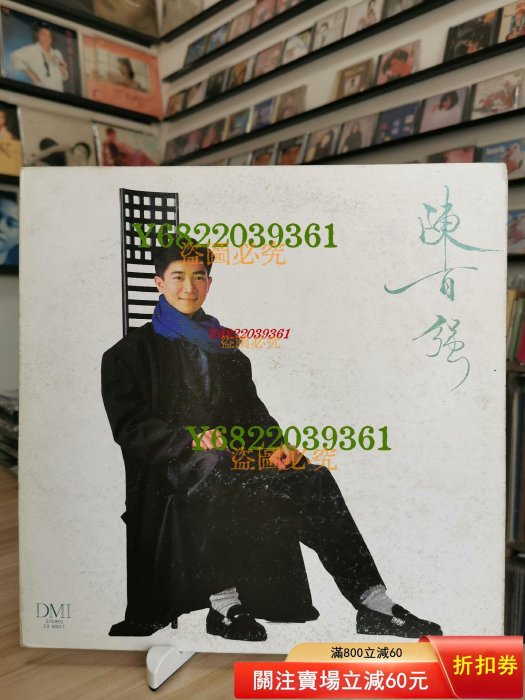 Y6822039361
盜圖必究
陳百強
Y6822039361
盜圖必究
Y6822039361
盜圖必究
DMI
STEREO
滿800立減60
關注賣場立減60元
折扣券